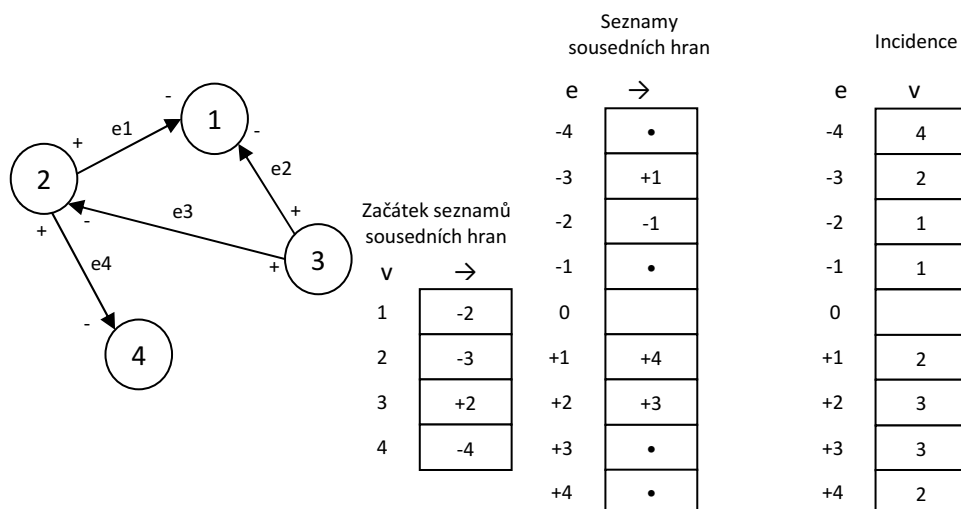 Seznamy
sousedních hran
Incidence
e →
e v
- 1
-
+ e1
e2
2
e3
+
-
+
e4
+ 3
-
4
Začátek seznamů
sousedních hran
v →
1 -2
2 -3
3 +2
4 -4
-4 •
-3 +1
-2 -1
-1 •
0
+1 +4
+2 +3
+3 •
+4 •
-4 4
-3 2
-2 1
-1 1
0
+1 2
+2 3
+3 3
+4 2